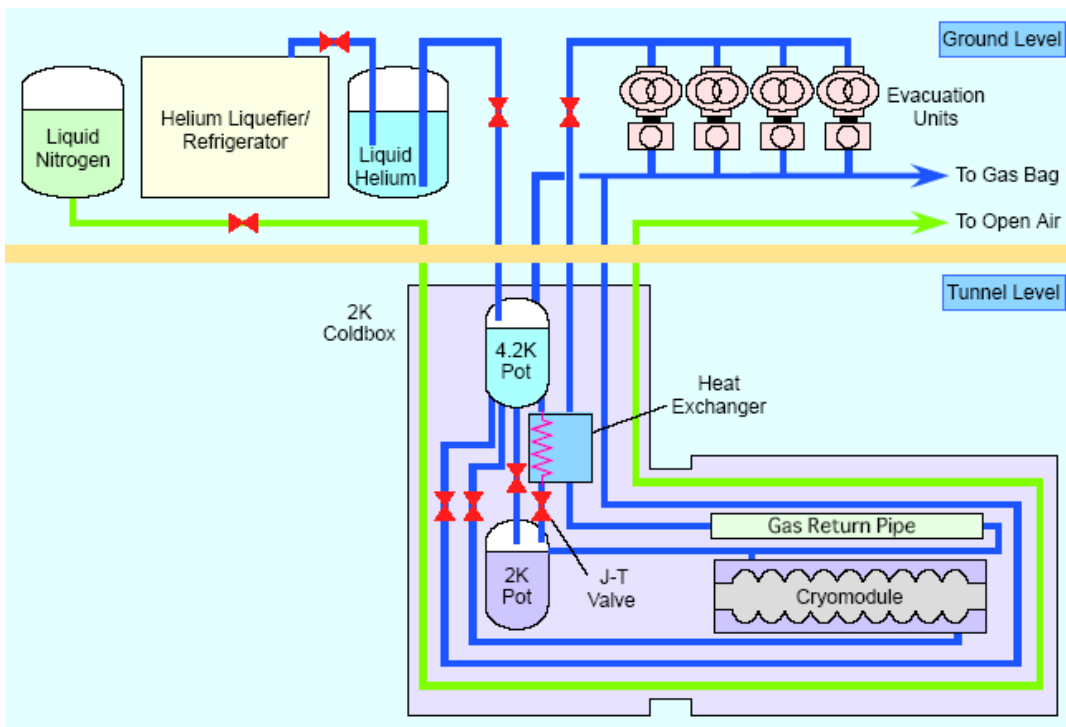 Ground Level
Liquid
Nitrogen
Helium Liquefier/
Refrigerator
Liquid
Helium
Evacuation
Units
To Gas Bag
To Open Air
Tunnel Level
2K
Coldbox
4.2K
Pot
Heat
Exchanger
Gas Return Pipe
2K
Pot
J-T
Valve
Cryomodule